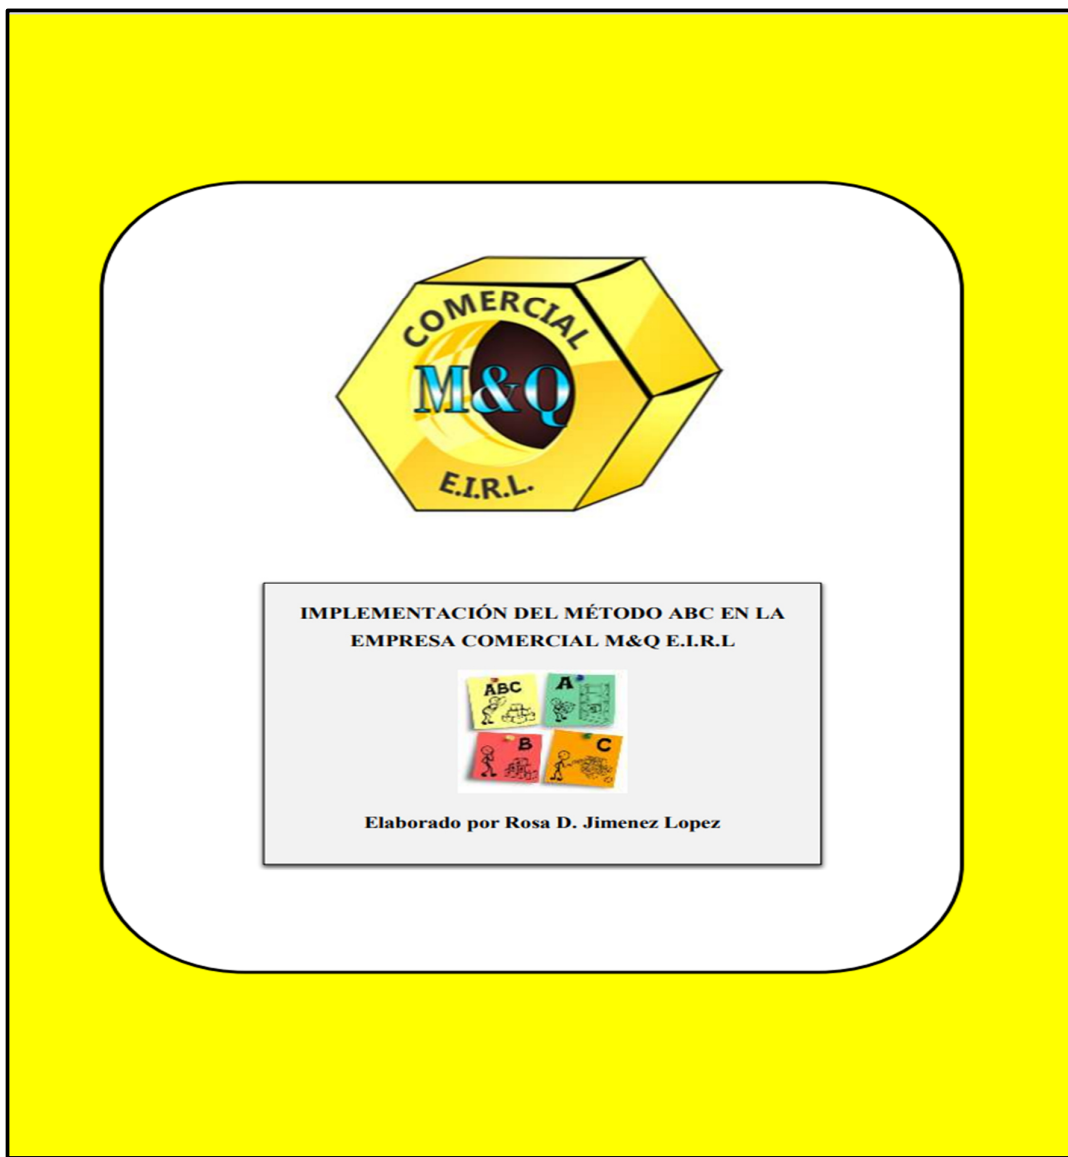 COMERCIAL
M&Q
E.I.R.L.
IMPLEMENTACIÓN DEL MÉTODO ABC EN LA
EMPRESA COMERCIAL M&Q E.I.R.L
ABC
A
B
C
Elaborado por Rosa D. Jimenez Lopez